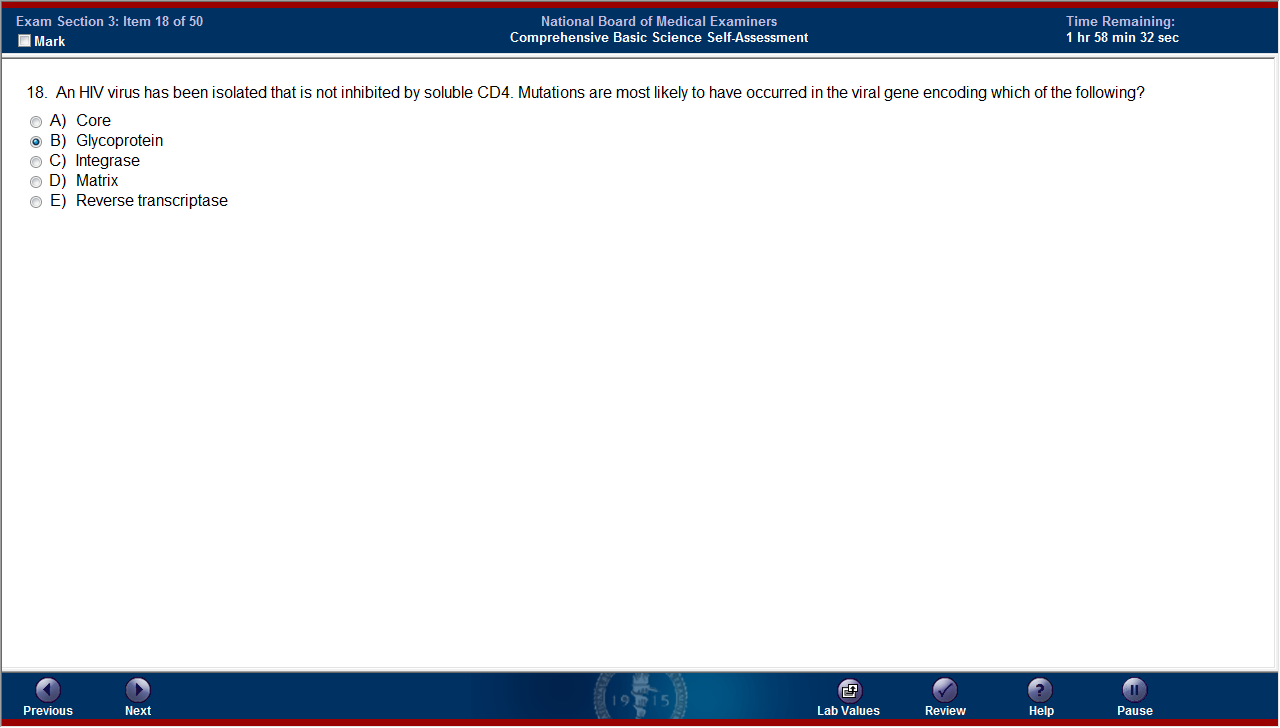 Exam Section 3: Item 18 of 50
National Board of Medical Examiners
Time Remaining:
Mark
Comprehensive Basic Science Self-Assessment
1 hr 58 min 32 sec
18. An HIV virus has been isolated that is not inhibited by soluble CD4. Mutations are most likely to have occurred in the viral gene encoding which of the following?
A) Core
B) Glycoprotein
C) Integrase
D) Matrix
E) Reverse transcriptase
1915
Previous
Next
Lab Values
Review
Help
Pause